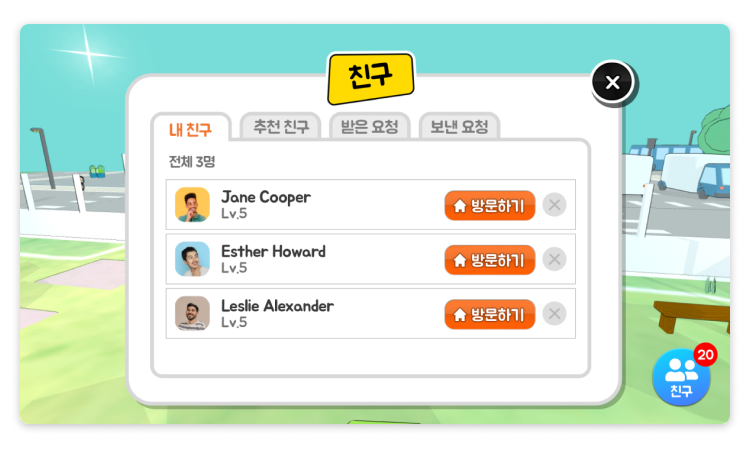 친구
내 친구
추천 친구
받은 요청
보낸 요청
전체 3명
Jane Cooper
Lv.5
방문하기
Esther Howard
Lv.5
방문하기
Leslie Alexander
Lv.5
방문하기
20
친구